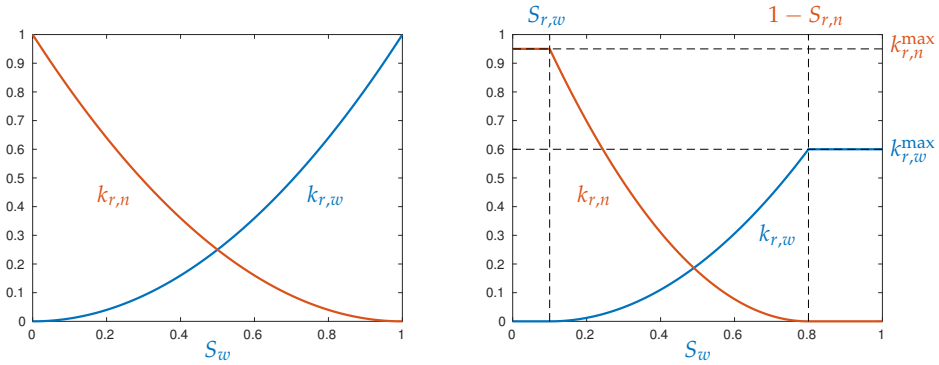 S_{r,w} 1 − S_{r,n}
1 1
0.9 0.9 k_{r,n}^{max}
0.8 0.8
0.7 0.7
0.6 0.6 k_{r,w}^{max}
0.5 0.5
k_{r,n} k_{r,w} k_{r,n}
0.4 0.4
0.3 0.3 k_{r,w}
0.2 0.2
0.1 0.1
0 0
0 0.2 0.4 0.6 0.8 1 0 0.2 0.4 0.6 0.8 1
S_w S_w